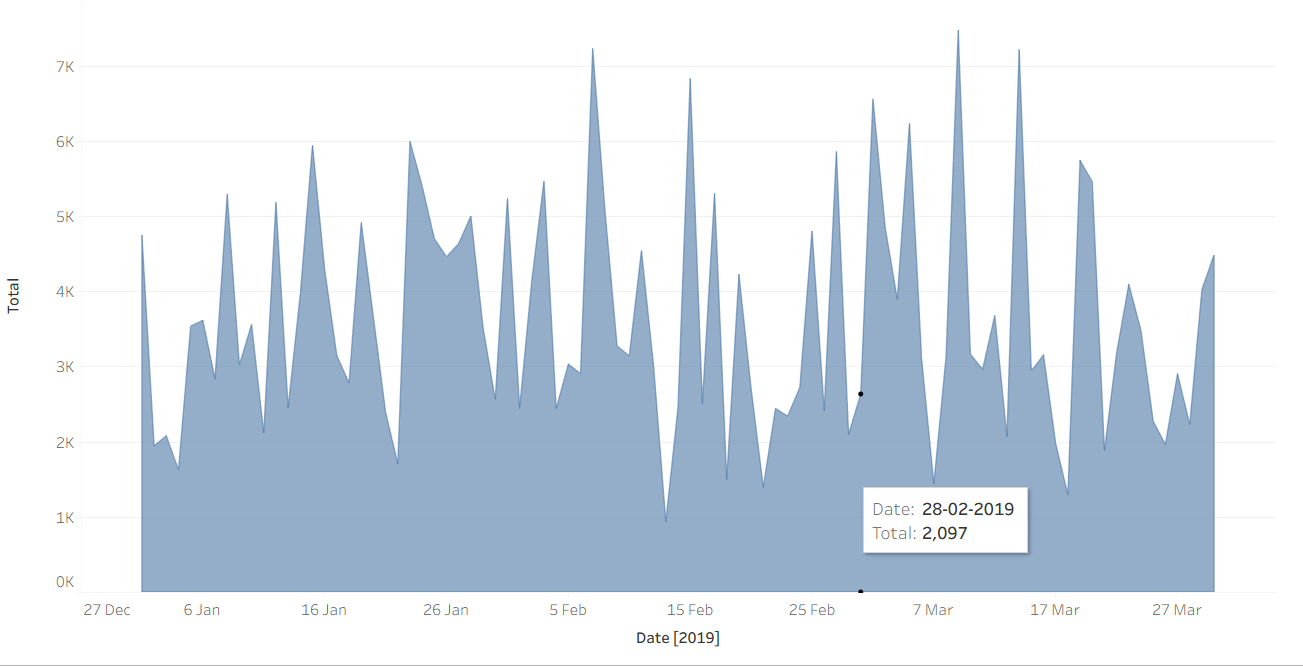 7K
6K
5K
4K
3K
2K
1K
0K
Total
Date: 28-02-2019
Total: 2,097
27 Dec 6 Jan 16 Jan 26 Jan 5 Feb 15 Feb 25 Feb 7 Mar 17 Mar 27 Mar
Date [2019]